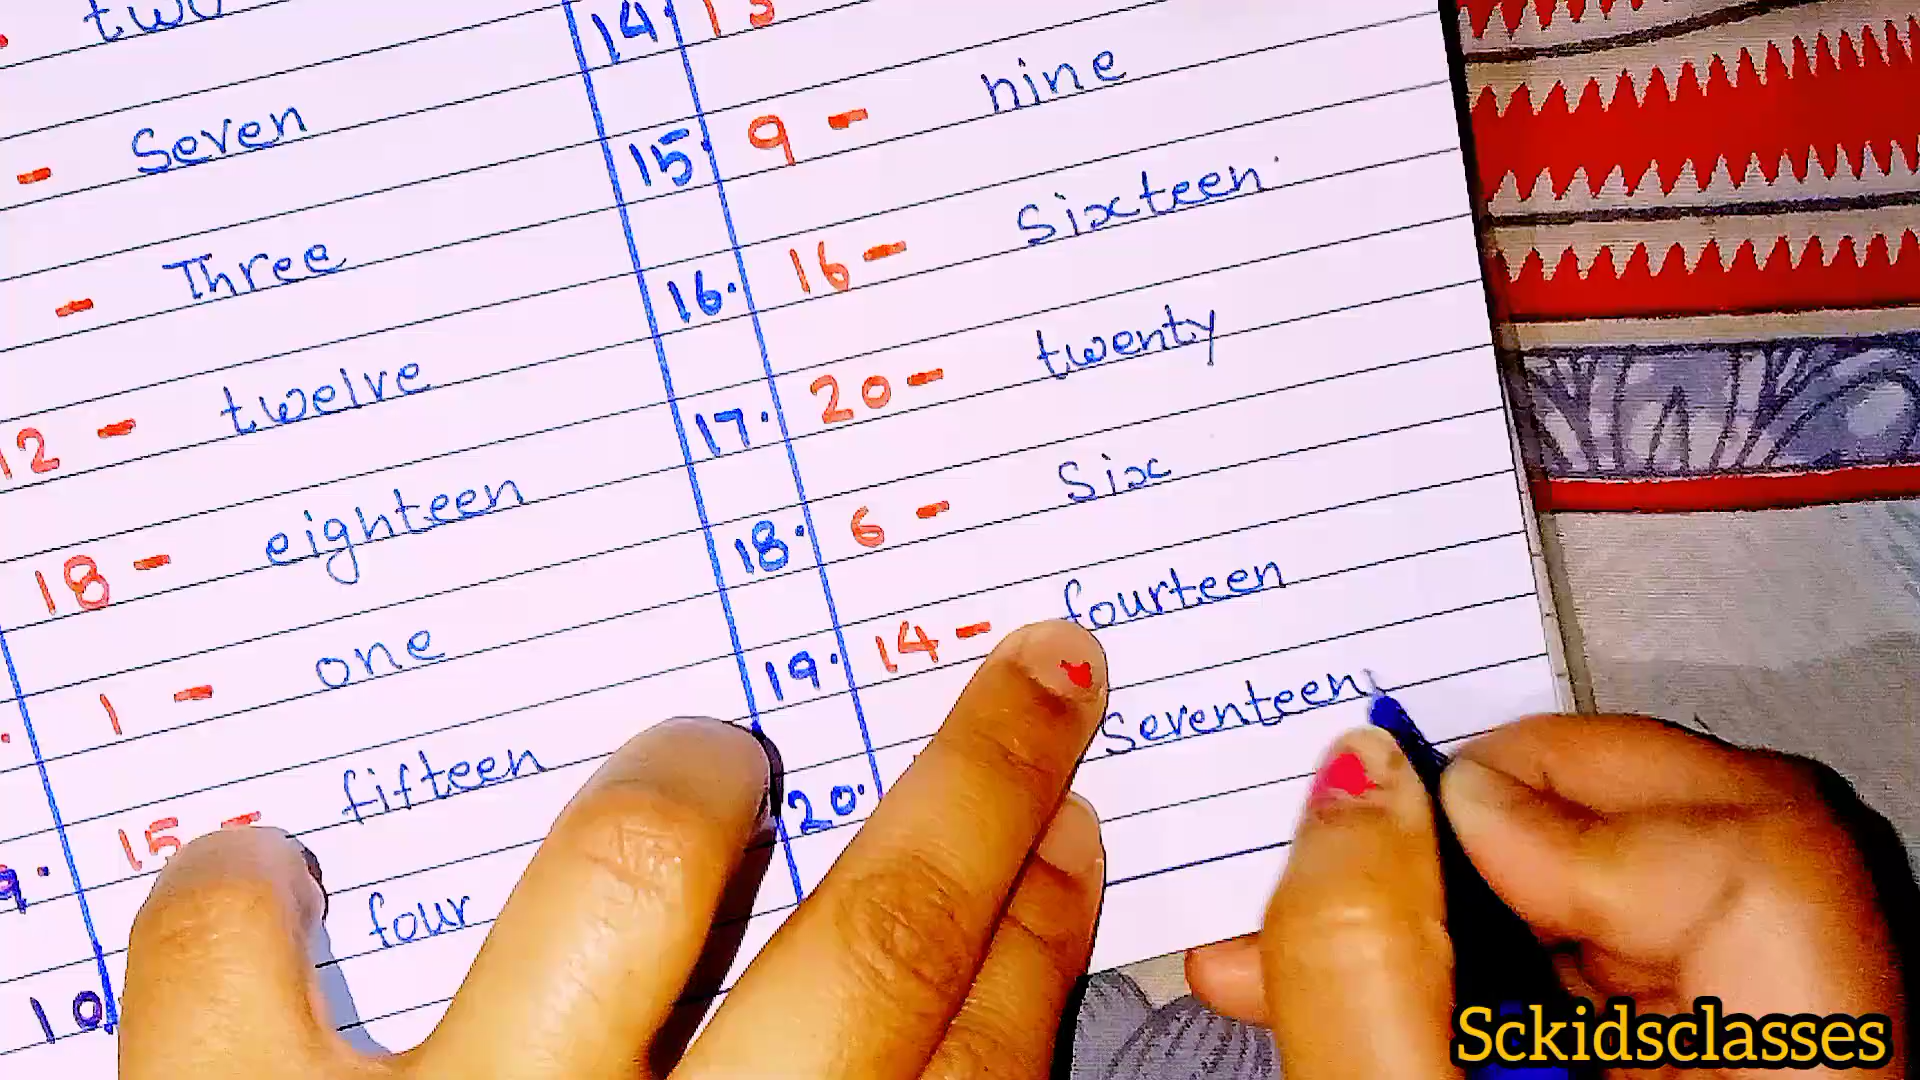 two
- Seven
- Three
12 - twelve
18 - eighteen
1 - one
15 - fifteen
four
10
14 13
15. 9 - nine
16. 16 - Sixteen
17. 20 - twenty
18. 6 - Six
19. 14 - fourteen
20. Seventeen
Sckidsclasses